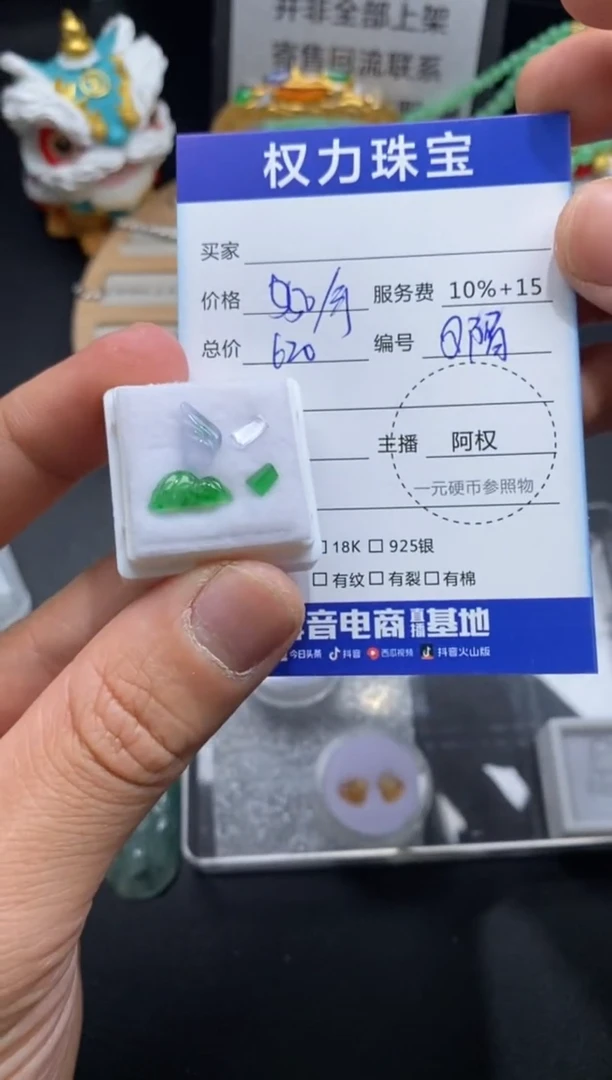 并非全部上架
寄售回流联系
权力珠宝
买家
价格 服务费 10%+15
总价 620 编号
主播 阿权
一元硬币参照物
18K □ 925银
□ 有纹 □ 有裂 □ 有棉
音电商直播基地
今日头条 抖音 西瓜视频 抖音火山版